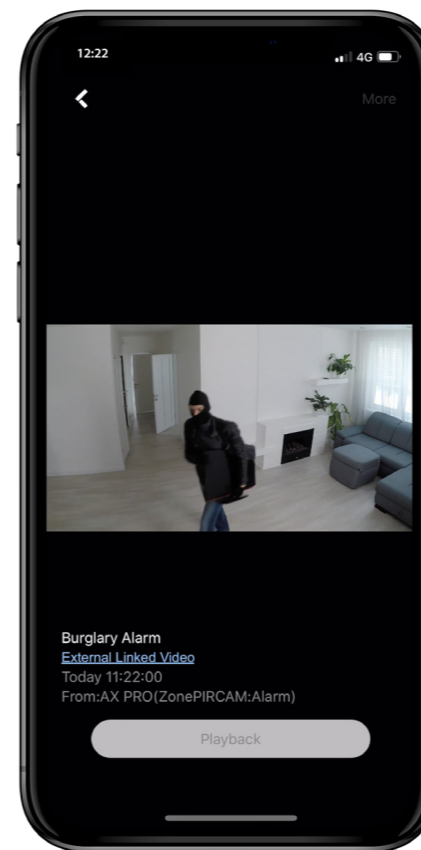 12:22
4G
More
Burglary Alarm
External Linked Video
Today 11:22:00
From:AX PRO(ZonePIRCAM:Alarm)
Playback